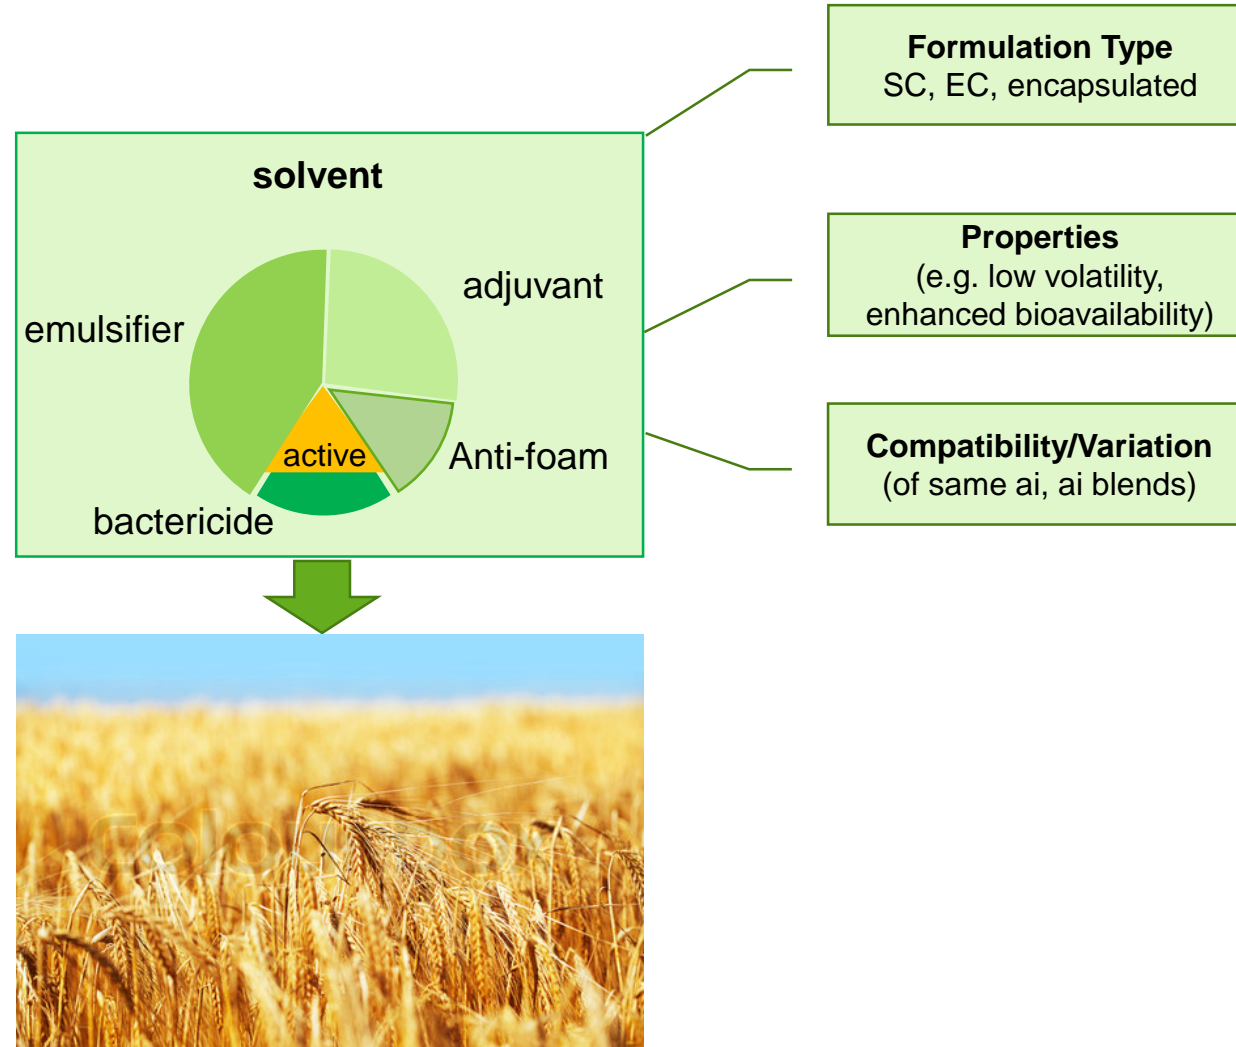 Formulation Type
SC, EC, encapsulated
solvent
Properties
(e.g. low volatility,
enhanced bioavailability)
adjuvant
emulsifier
Compatibility/Variation
(of same ai, ai blends)
active
Anti-foam
bactericide